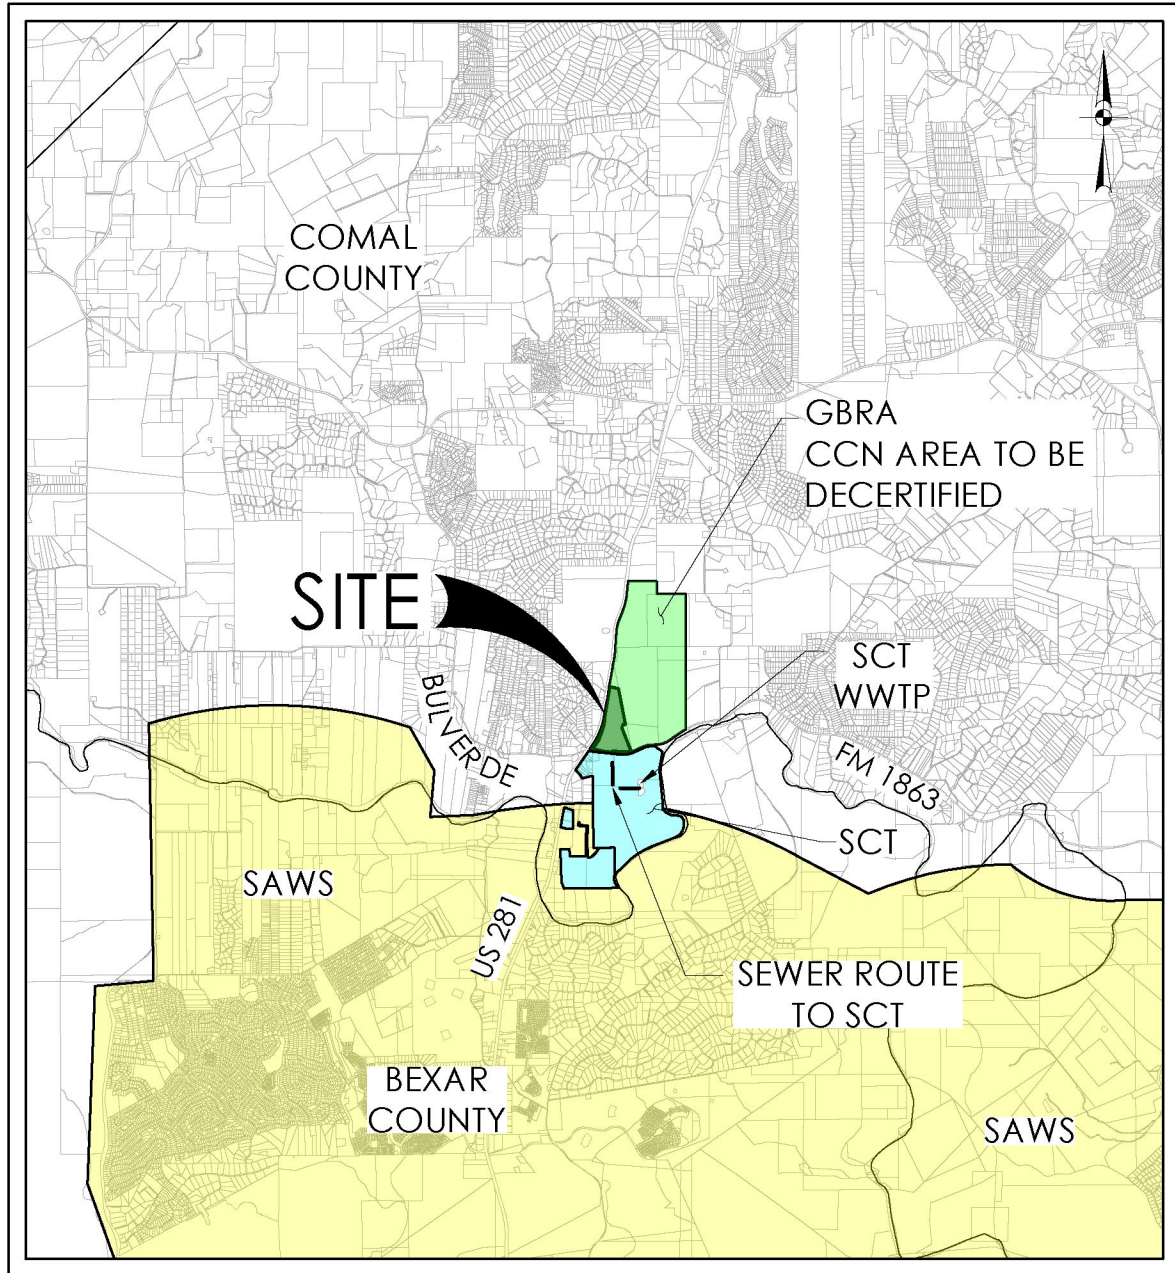 COMAL
COUNTY
GBRA
CCN AREA TO BE
DECERTIFIED
SITE
SCT
WWTP
BULVERDE
FM 1863
SCT
SAWS
US 281
SEWER ROUTE
TO SCT
BEXAR
COUNTY
SAWS